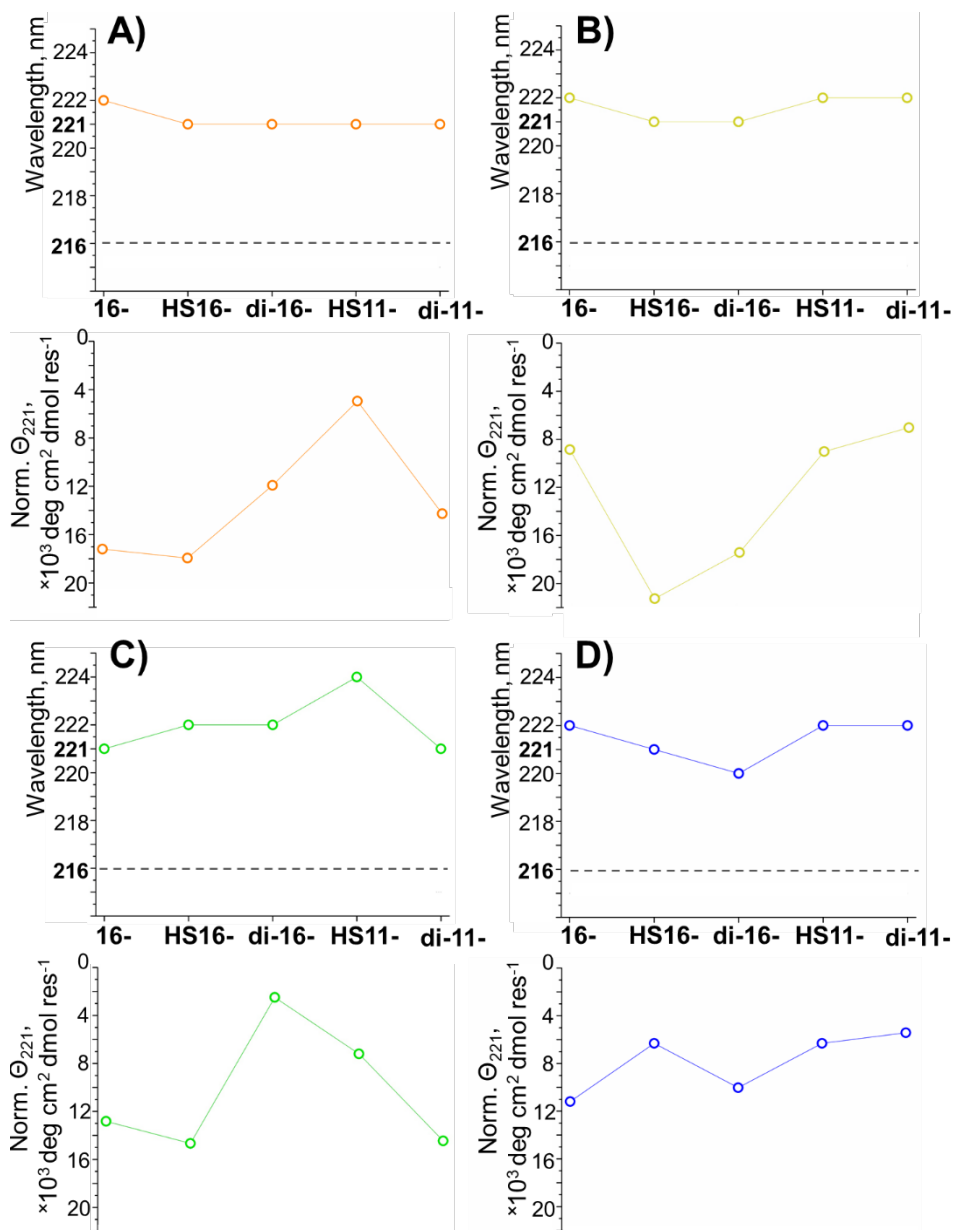 A)
Wavelength, nm
224
222
221
220
218
216
16- HS16- di-16- HS11- di-11-
Norm. Θ221,
×10³ deg cm² dmol res⁻¹
0
4
8
12
16
20
B)
Wavelength, nm
224
222
221
220
218
216
16- HS16- di-16- HS11- di-11-
Norm. Θ221,
×10³ deg cm² dmol res⁻¹
0
4
8
12
16
20
C)
Wavelength, nm
224
222
221
220
218
216
16- HS16- di-16- HS11- di-11-
Norm. Θ221,
×10³ deg cm² dmol res⁻¹
0
4
8
12
16
20
D)
Wavelength, nm
224
222
221
220
218
216
16- HS16- di-16- HS11- di-11-
Norm. Θ221,
×10³ deg cm² dmol res⁻¹
0
4
8
12
16
20